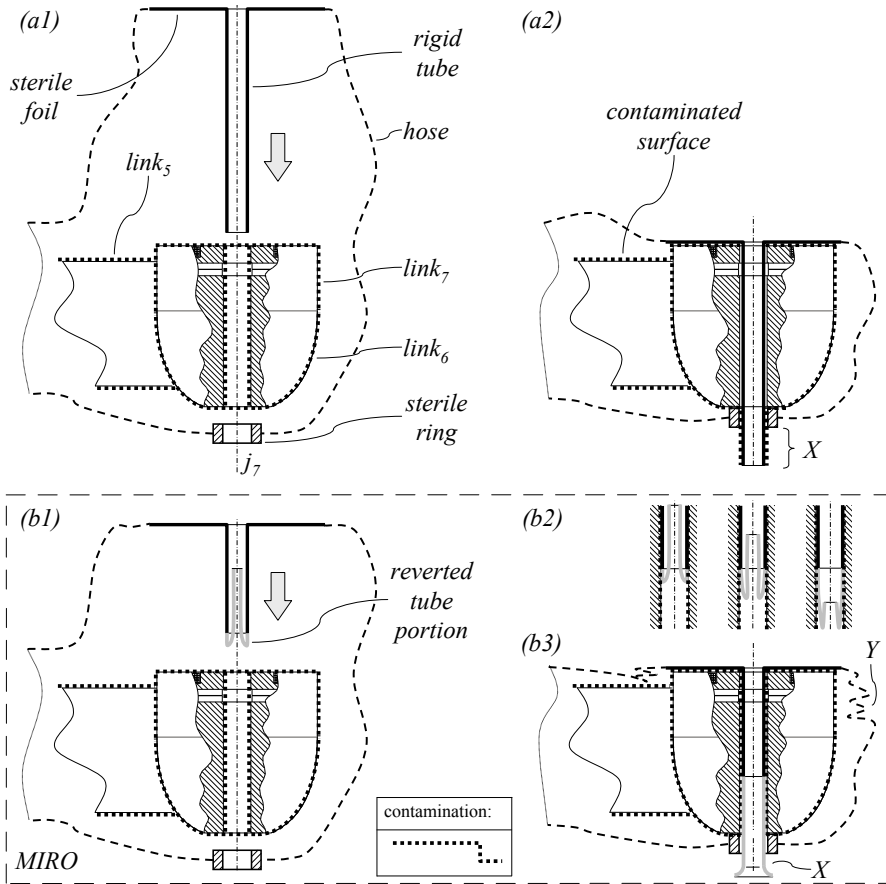 (a1)
rigid
tube
sterile
foil
hose
link5
link7
link6
sterile
ring
j7
(a2)
contaminated
surface
X
(b1)
reverted
tube
portion
MIRO
contamination:
(b2)
(b3)
Y
X